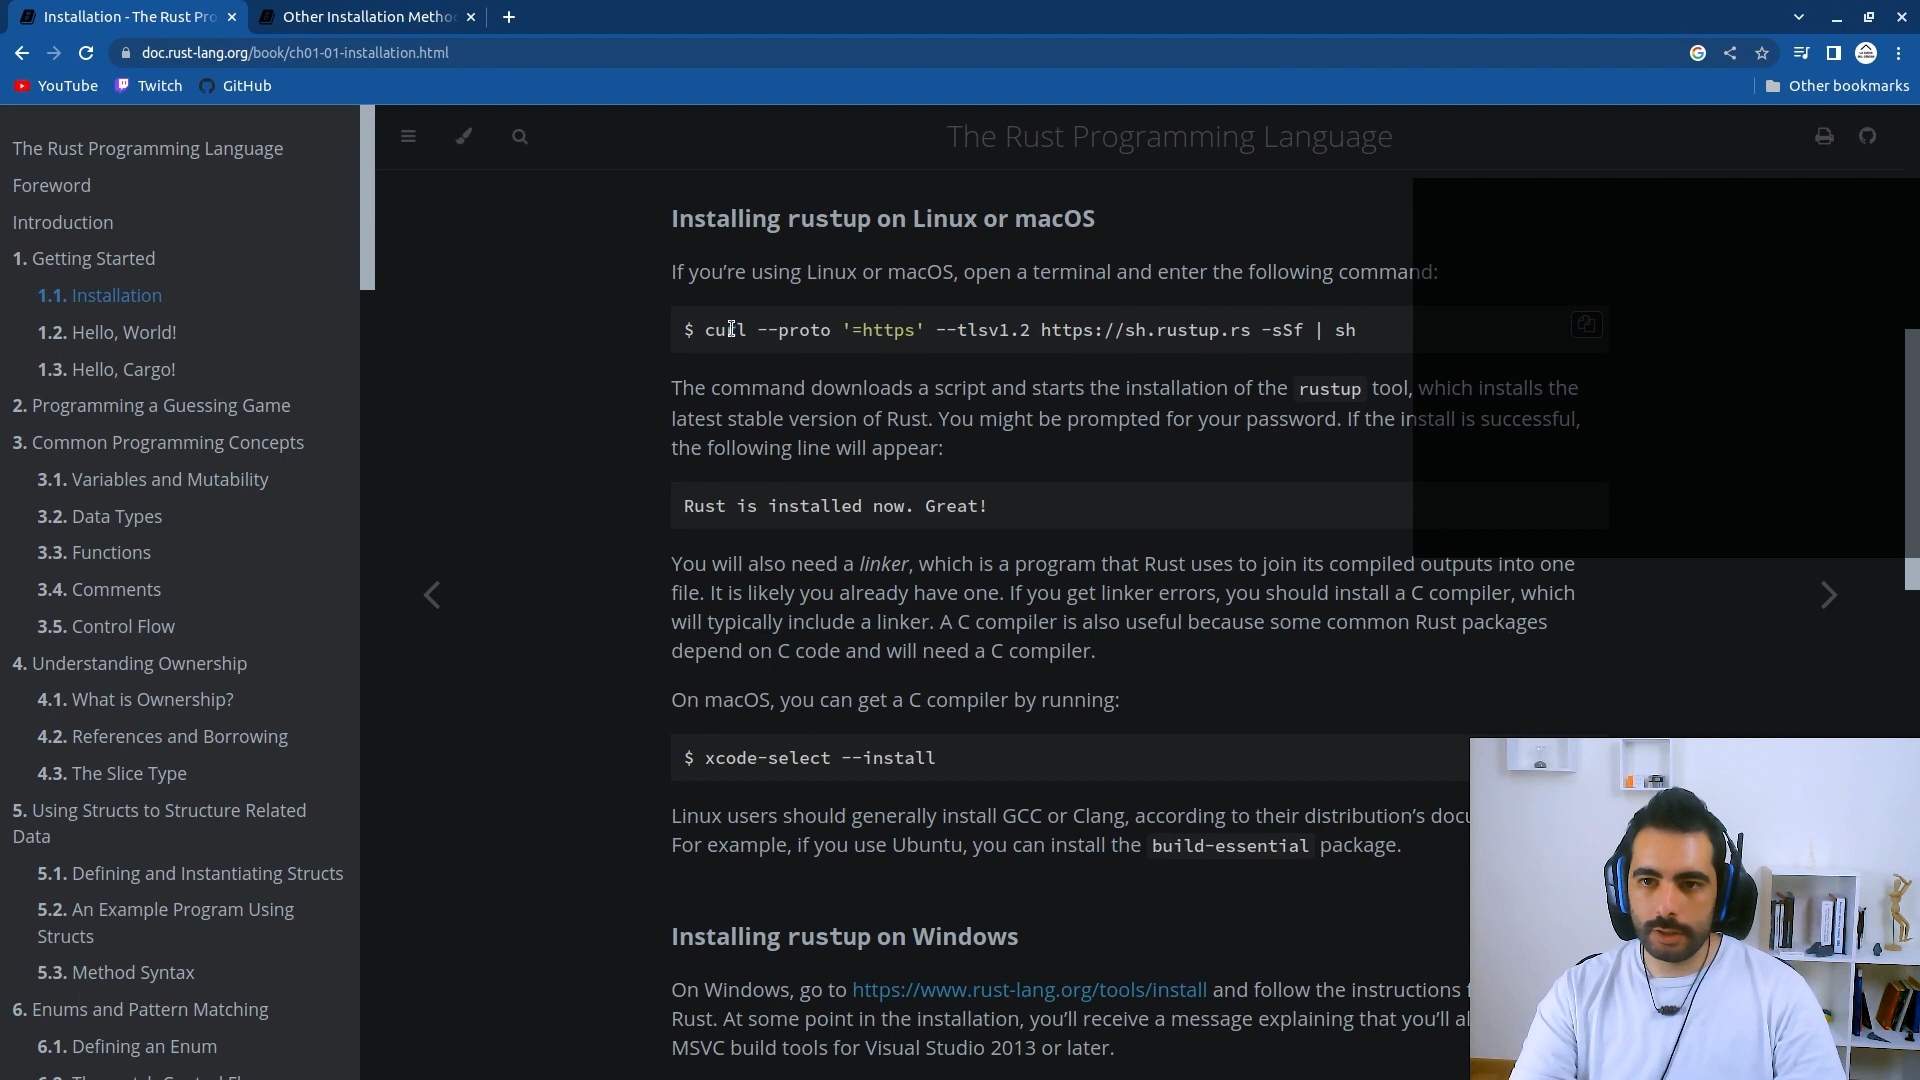 Installation - The Rust Pro
Other Installation Metho
doc.rust-lang.org/book/ch01-01-installation.html
YouTube
Twitch
GitHub
Other bookmarks
The Rust Programming Language
Foreword
Introduction
1. Getting Started
1.1. Installation
1.2. Hello, World!
1.3. Hello, Cargo!
2. Programming a Guessing Game
3. Common Programming Concepts
3.1. Variables and Mutability
3.2. Data Types
3.3. Functions
3.4. Comments
3.5. Control Flow
4. Understanding Ownership
4.1. What is Ownership?
4.2. References and Borrowing
4.3. The Slice Type
5. Using Structs to Structure Related
Data
5.1. Defining and Instantiating Structs
5.2. An Example Program Using
Structs
5.3. Method Syntax
6. Enums and Pattern Matching
6.1. Defining an Enum
The Rust Programming Language
Installing rustup on Linux or macOS
If you’re using Linux or macOS, open a terminal and enter the following command:
$ curl --proto '=https' --tlsv1.2 https://sh.rustup.rs -sSf | sh
The command downloads a script and starts the installation of the rustup tool, which installs the
latest stable version of Rust. You might be prompted for your password. If the install is successful,
the following line will appear:
Rust is installed now. Great!
You will also need a linker, which is a program that Rust uses to join its compiled outputs into one
file. It is likely you already have one. If you get linker errors, you should install a C compiler, which
will typically include a linker. A C compiler is also useful because some common Rust packages
depend on C code and will need a C compiler.
On macOS, you can get a C compiler by running:
$ xcode-select --install
Linux users should generally install GCC or Clang, according to their distribution’s docu
For example, if you use Ubuntu, you can install the build-essential package.
Installing rustup on Windows
On Windows, go to https://www.rust-lang.org/tools/install and follow the instructions
Rust. At some point in the installation, you’ll receive a message explaining that you’ll al
MSVC build tools for Visual Studio 2013 or later.